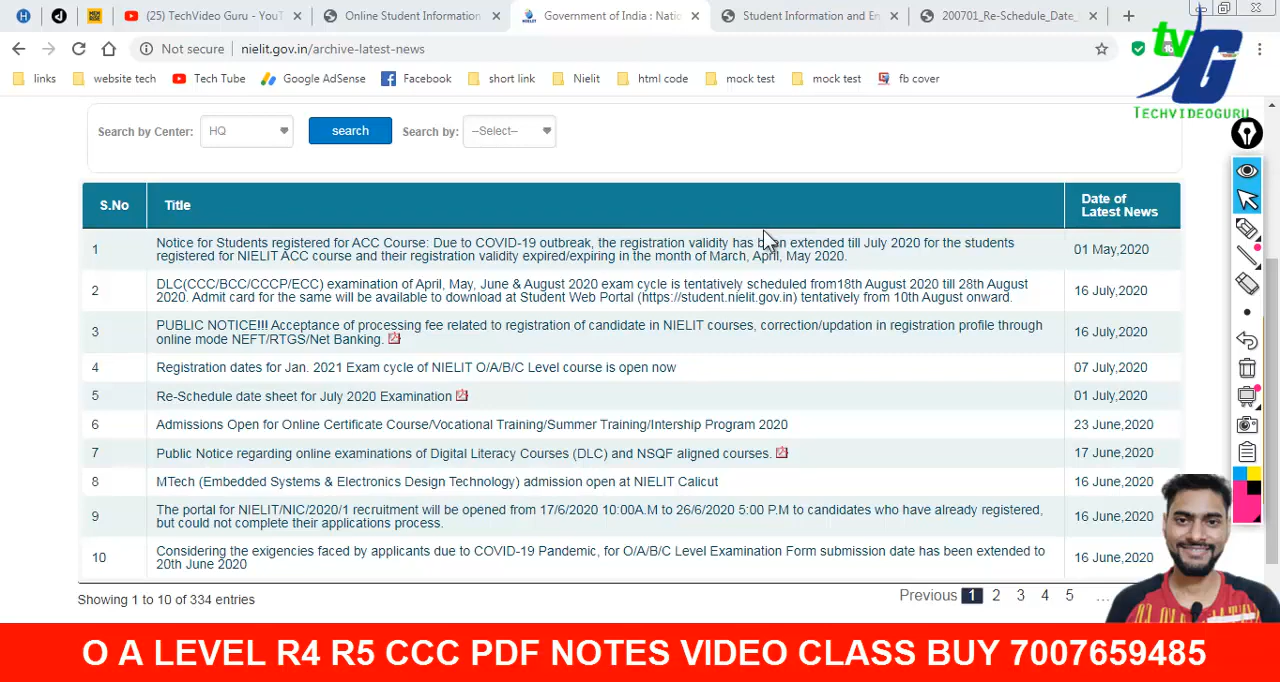 (25) TechVideo Guru - YouT
Online Student Information
Government of India : Natio
Student Information and En
200701_Re-Schedule_Date_
Not secure nielit.gov.in/archive-latest-news
links website tech Tech Tube Google AdSense Facebook short link Nielit html code mock test mock test fb cover
tv
TECHVIDEOGURU
Search by Center: HQ search Search by: --Select--
S.No Title Date of
Latest News
1 Notice for Students registered for ACC Course: Due to COVID-19 outbreak, the registration validity has been extended till July 2020 for the students
registered for NIELIT ACC course and their registration validity expired/expiring in the month of March, April, May 2020. 01 May,2020
2 DLC(CCC/BCC/CCCP/ECC) examination of April, May, June & August 2020 exam cycle is tentatively scheduled from18th August 2020 till 28th August
2020. Admit card for the same will be available to download at Student Web Portal (https://student.nielit.gov.in) tentatively from 10th August onward. 16 July,2020
3 PUBLIC NOTICE!!! Acceptance of processing fee related to registration of candidate in NIELIT courses, correction/updation in registration profile through
online mode NEFT/RTGS/Net Banking. 16 July,2020
4 Registration dates for Jan. 2021 Exam cycle of NIELIT O/A/B/C Level course is open now 07 July,2020
5 Re-Schedule date sheet for July 2020 Examination 01 July,2020
6 Admissions Open for Online Certificate Course/Vocational Training/Summer Training/Intership Program 2020 23 June,2020
7 Public Notice regarding online examinations of Digital Literacy Courses (DLC) and NSQF aligned courses. 17 June,2020
8 MTech (Embedded Systems & Electronics Design Technology) admission open at NIELIT Calicut 16 June,2020
9 The portal for NIELIT/NIC/2020/1 recruitment will be opened from 17/6/2020 10:00A.M to 26/6/2020 5:00 P.M to candidates who have already registered,
but could not complete their applications process. 16 June,2020
10 Considering the exigencies faced by applicants due to COVID-19 Pandemic, for O/A/B/C Level Examination Form submission date has been extended to
20th June 2020 16 June,2020
Showing 1 to 10 of 334 entries Previous 1 2 3 4 5 …
O A LEVEL R4 R5 CCC PDF NOTES VIDEO CLASS BUY 7007659485